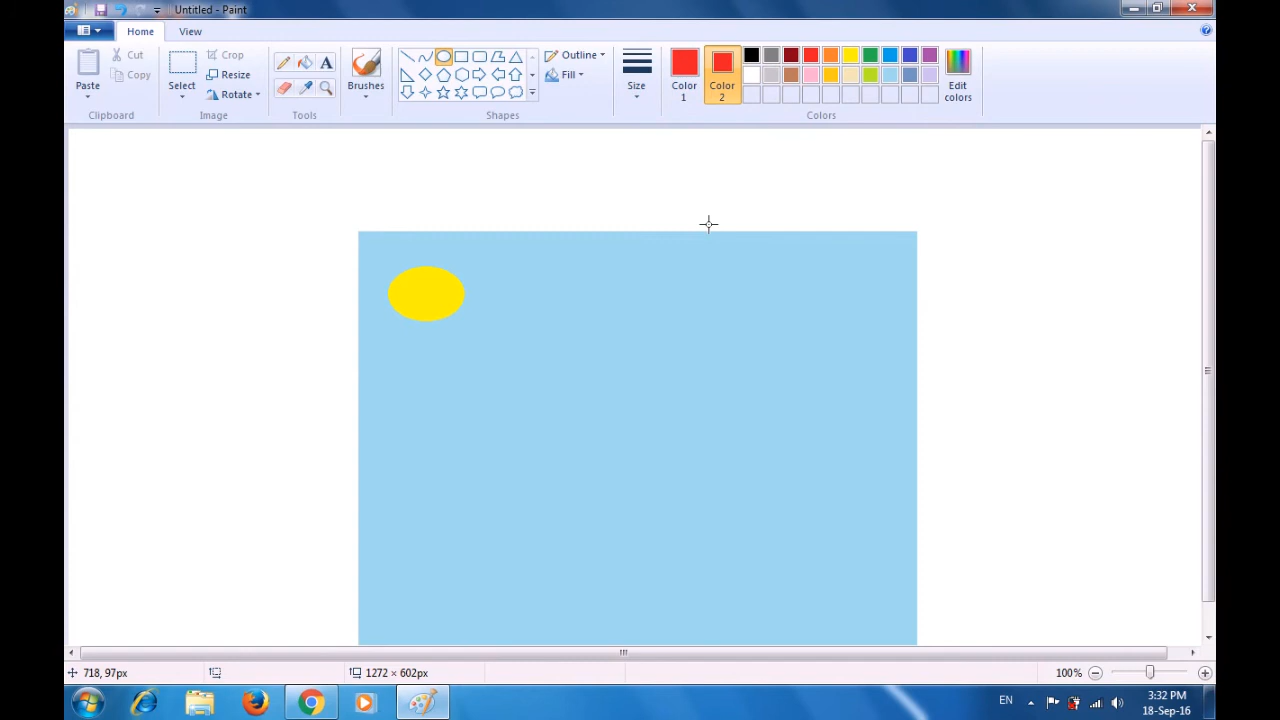 Untitled - Paint
Home View
Paste
Cut
Copy
Clipboard
Select
Crop
Resize
Rotate
Image
A
Tools
Brushes
Shapes
Outline
Fill
Size
Color 1
Color 2
Edit colors
Colors
718, 97px
1272 × 602px
100%
EN
3:32 PM
18-Sep-16